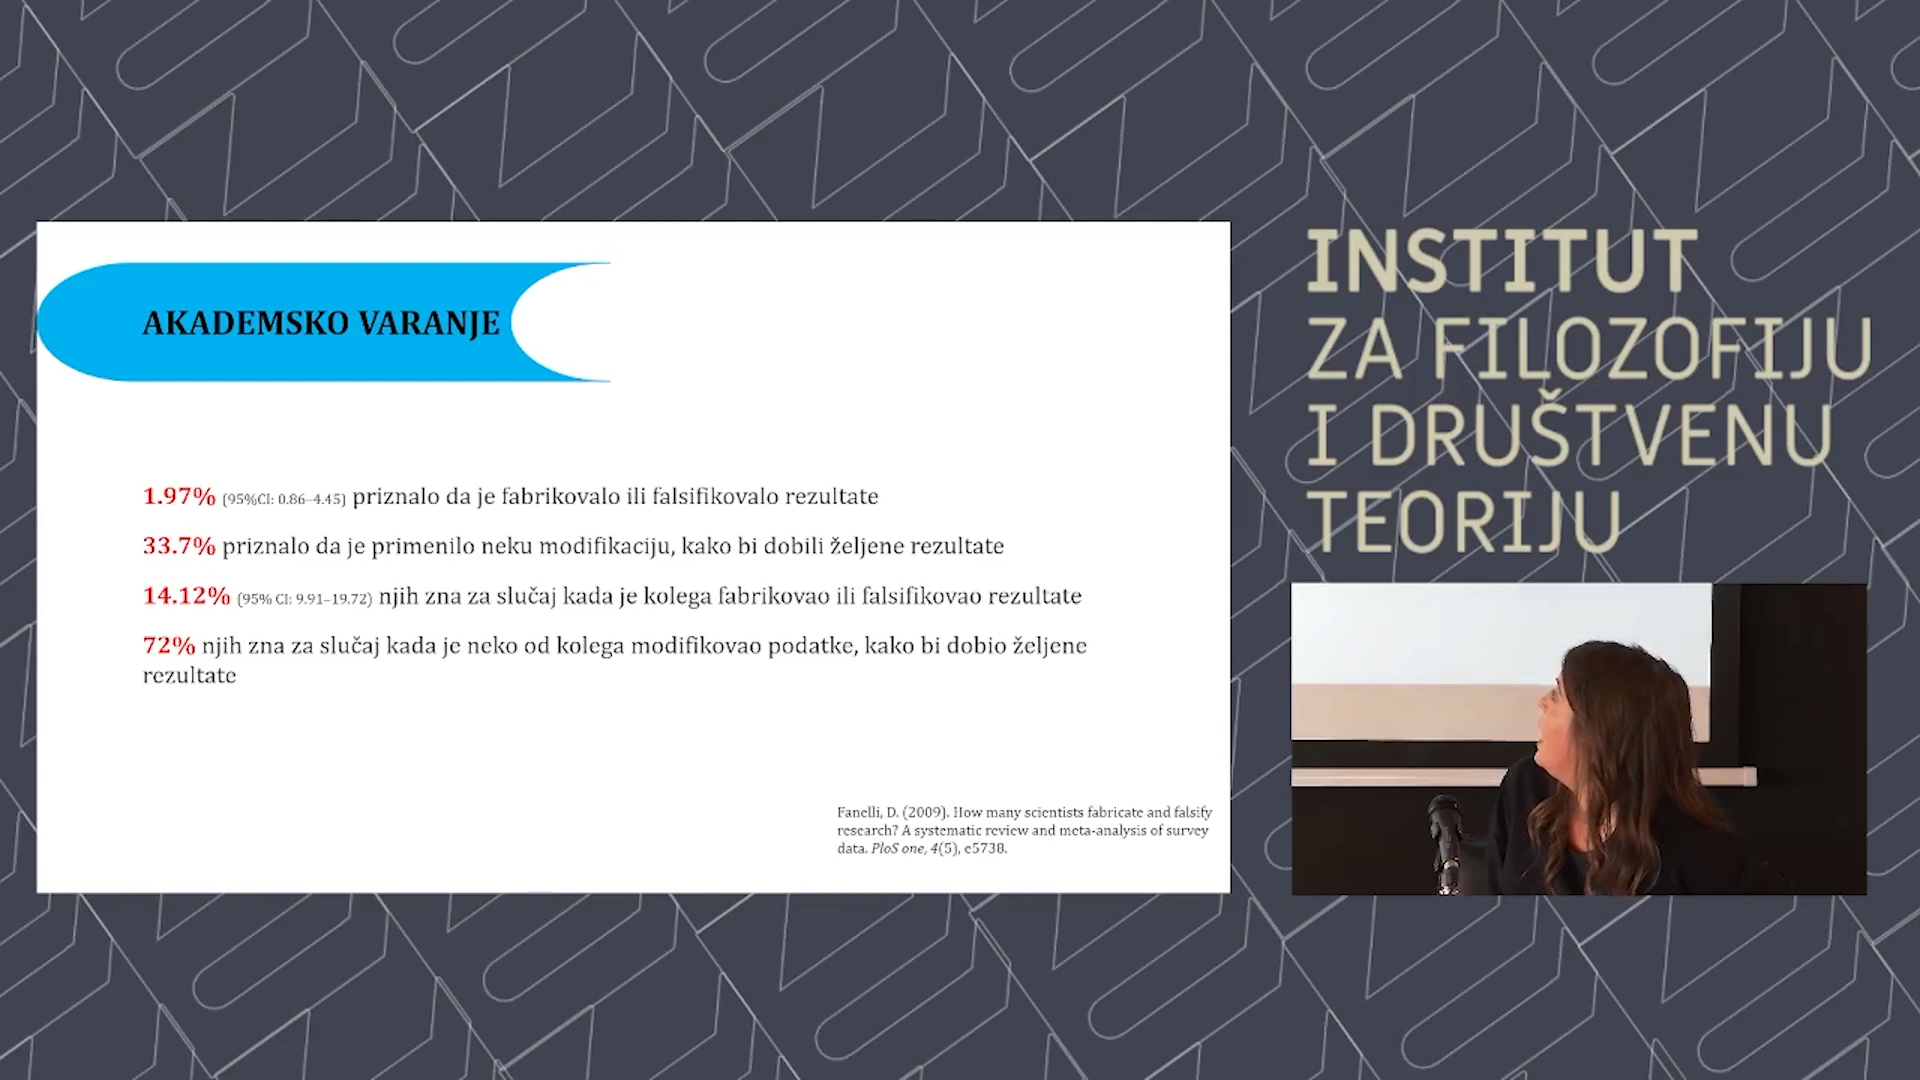 AKADEMSKO VARANJE
1.97% (95%CI: 0.86–4.45) priznalo da je fabrikovalo ili falsifikovalo rezultate
33.7% priznalo da je primenilo neku modifikaciju, kako bi dobili željene rezultate
14.12% (95% CI: 9.91–19.72) njih zna za slučaj kada je kolega fabrikovao ili falsifikovao rezultate
72% njih zna za slučaj kada je neko od kolega modifikovao podatke, kako bi dobio željene
rezultate
Fanelli, D. (2009). How many scientists fabricate and falsify
research? A systematic review and meta-analysis of survey
data. PloS one, 4(5), e5738.
INSTITUT
ZA FILOZOFIJU
I DRUŠTVENU
TEORIJU